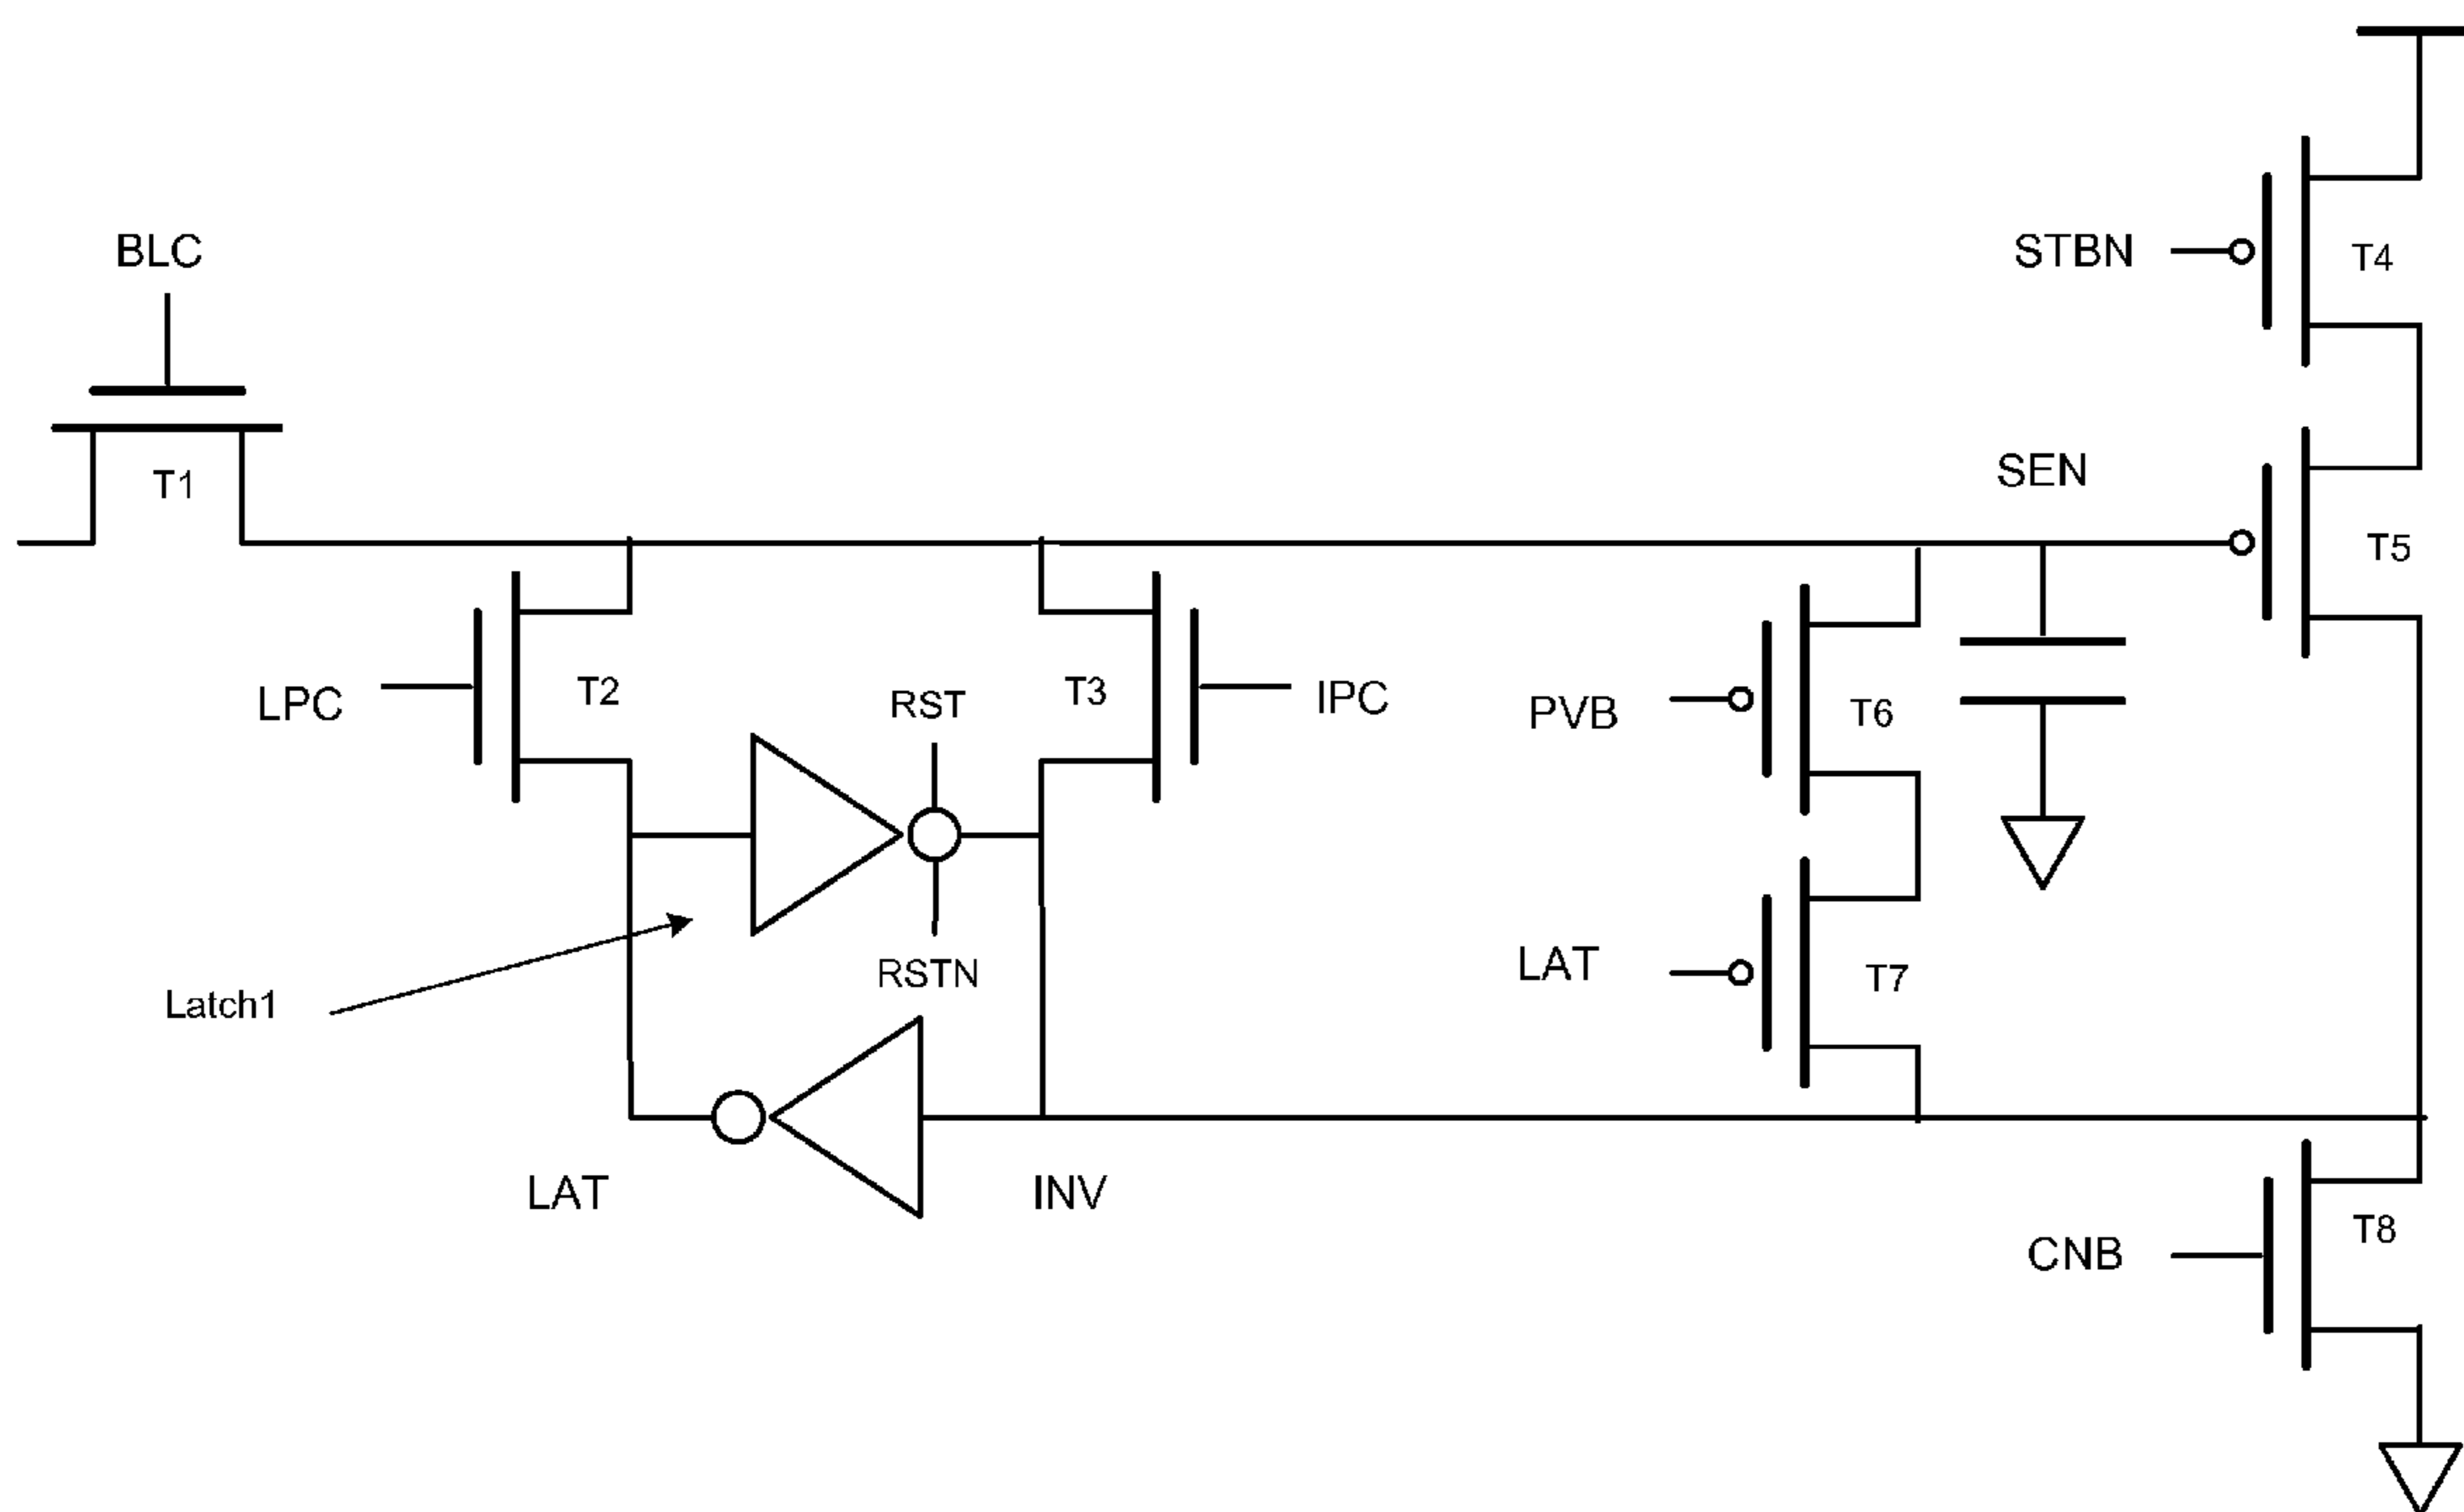 BLC
T1
STBN
T4
SEN
T5
LPC
T2
RST
T3
IPC
PVB
T6
RSTN
LAT
T7
Latch1
LAT
INV
CNB
T8